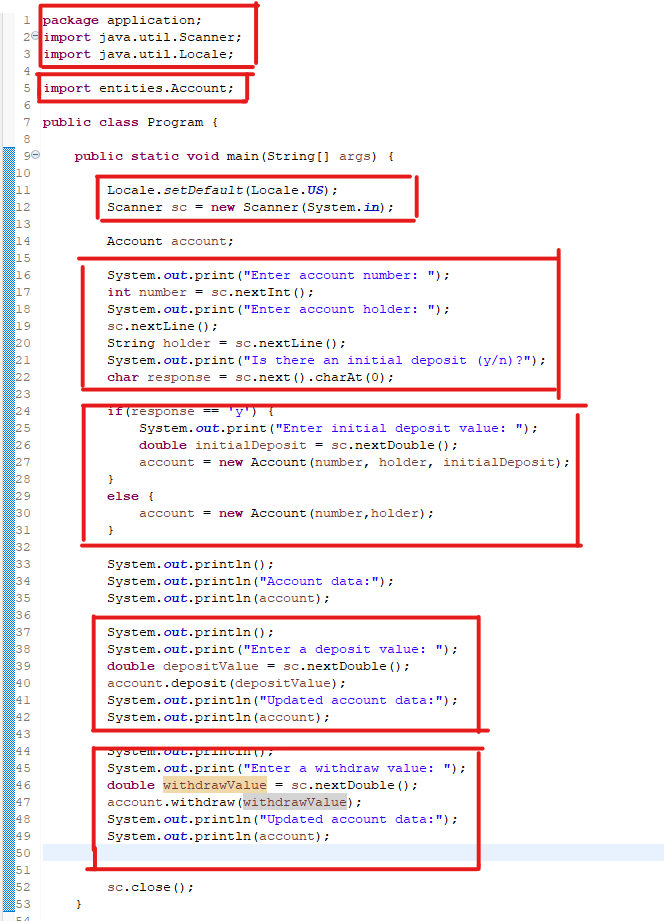 1 package application;
2 import java.util.Scanner;
3 import java.util.Locale;
4
5 import entities.Account;
6
7 public class Program {
8
9 public static void main(String[] args) {
10
11 Locale.setDefault(Locale.US);
12 Scanner sc = new Scanner(System.in);
13
14 Account account;
15
16 System.out.print("Enter account number: ");
17 int number = sc.nextInt();
18 System.out.print("Enter account holder: ");
19 sc.nextLine();
20 String holder = sc.nextLine();
21 System.out.print("Is there an initial deposit (y/n)?");
22 char response = sc.next().charAt(0);
23
24 if(response == 'y') {
25 System.out.print("Enter initial deposit value: ");
26 double initialDeposit = sc.nextDouble();
27 account = new Account(number, holder, initialDeposit);
28 }
29 else {
30 account = new Account(number,holder);
31 }
32
33 System.out.println();
34 System.out.println("Account data:");
35 System.out.println(account);
36
37 System.out.println();
38 System.out.print("Enter a deposit value: ");
39 double depositValue = sc.nextDouble();
40 account.deposit(depositValue);
41 System.out.println("Updated account data:");
42 System.out.println(account);
43
44 System.out.println();
45 System.out.print("Enter a withdraw value: ");
46 double withdrawValue = sc.nextDouble();
47 account.withdraw(withdrawValue);
48 System.out.println("Updated account data:");
49 System.out.println(account);
50
51
52 sc.close();
53 }
54